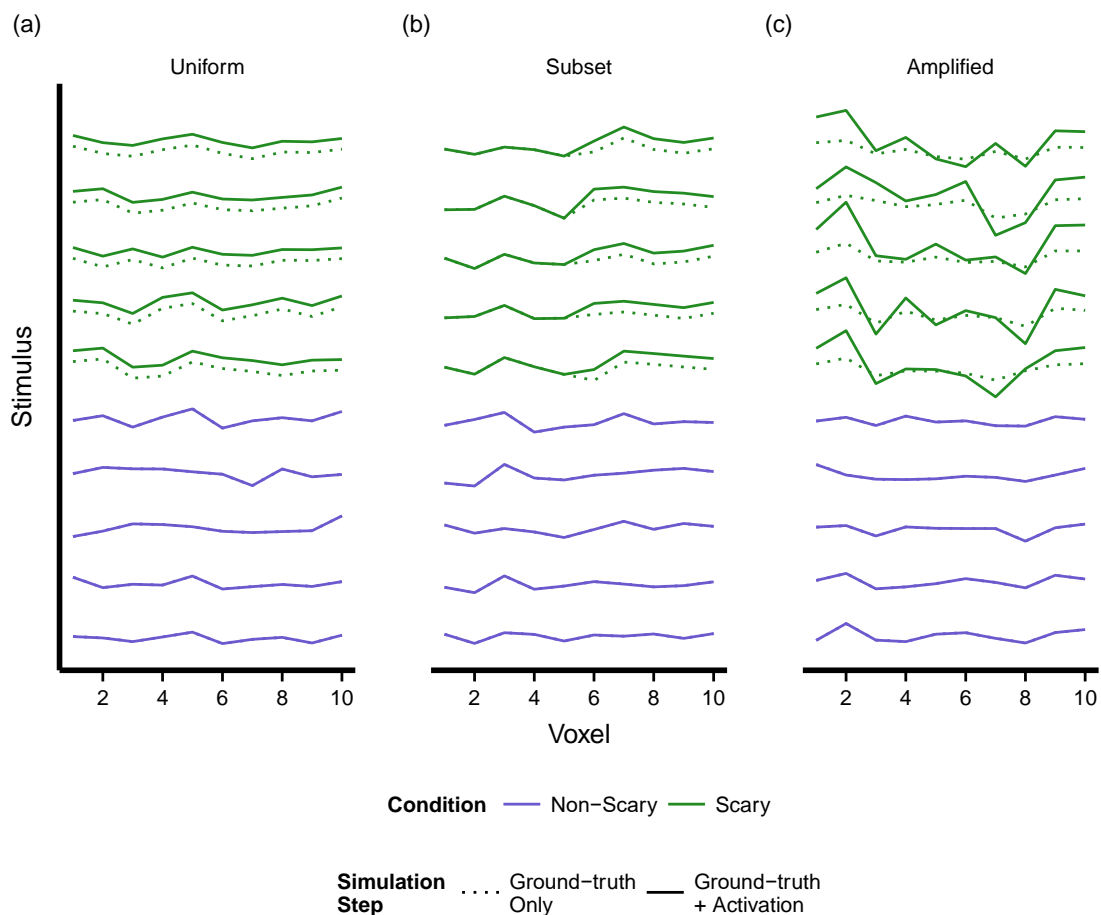 (a)
(b)
(c)
Uniform
Subset
Amplified
Stimulus
2 4 6 8 10
2 4 6 8 10
2 4 6 8 10
Voxel
Condition Non−Scary Scary
Simulation Step
Ground−truth Only
Ground−truth + Activation